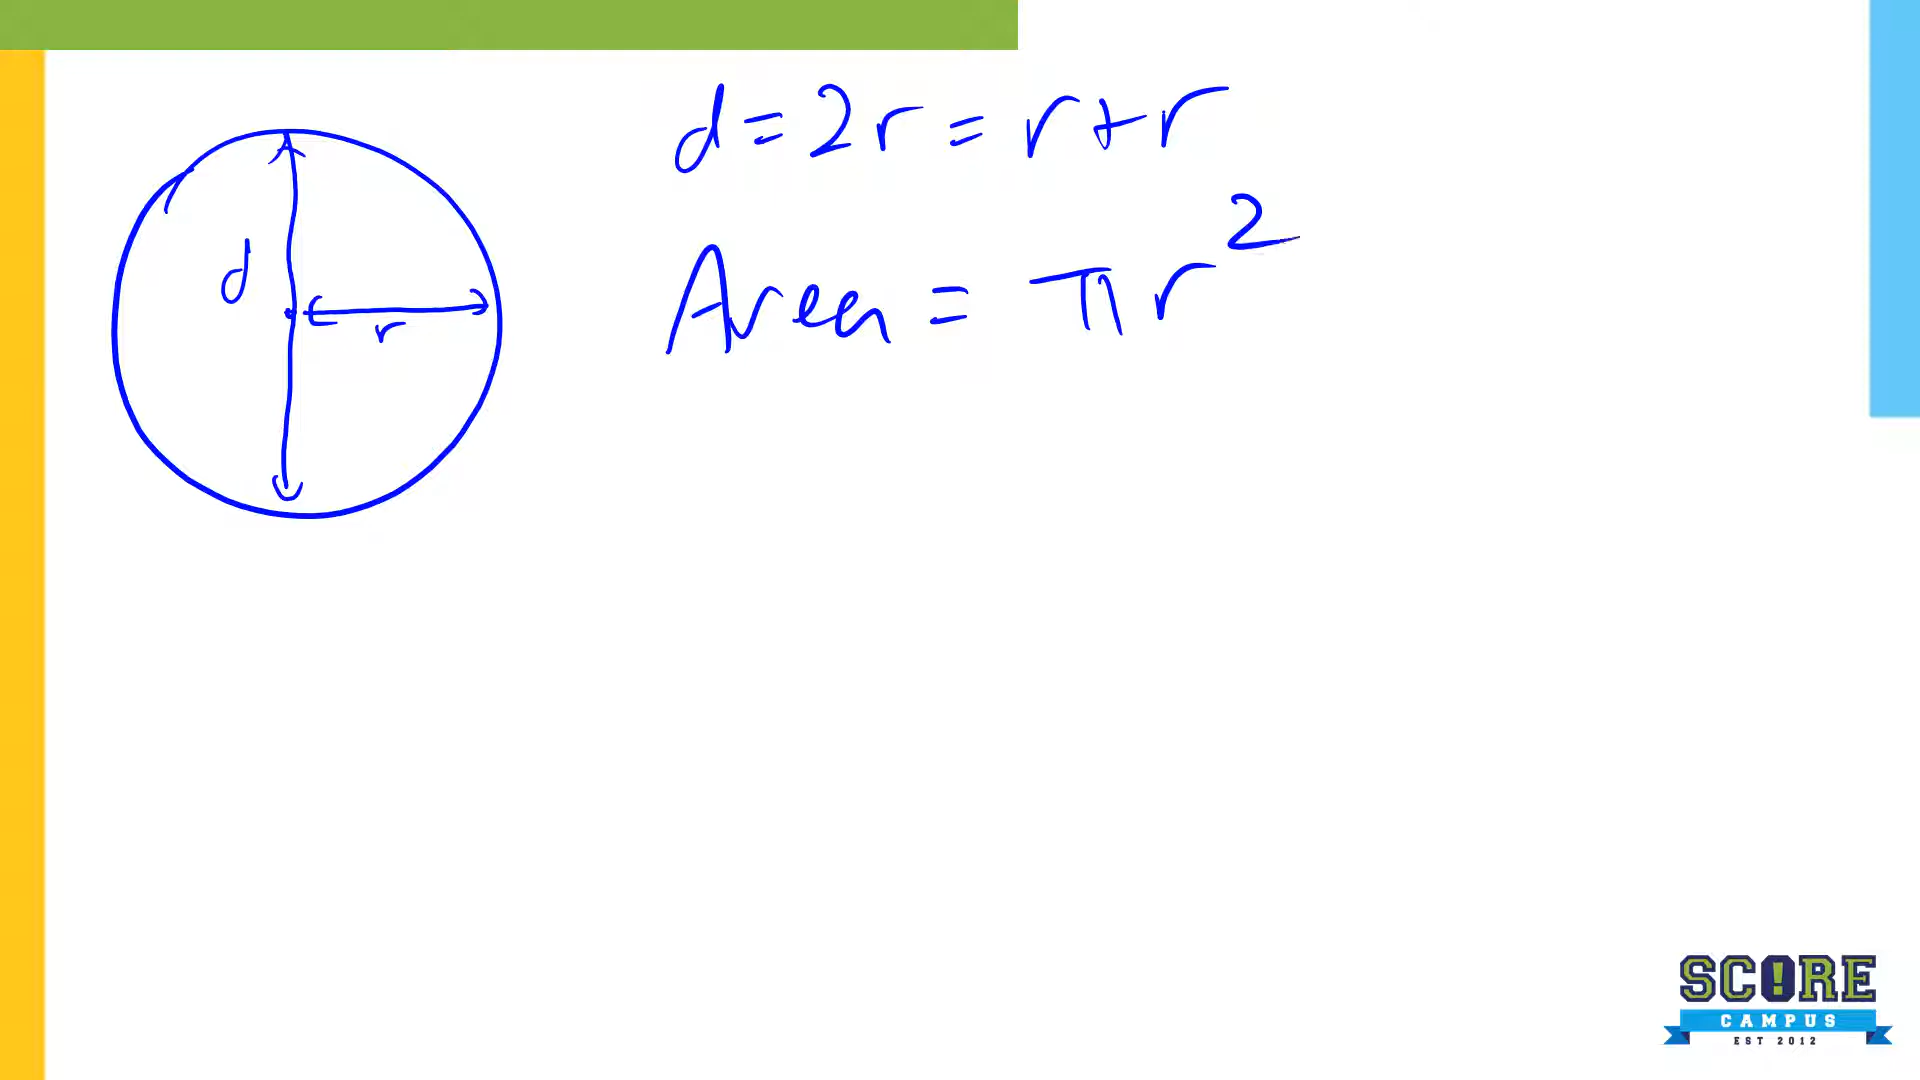 d = 2r = r + r
d
r
Area = πr²
SCORE
CAMPUS
EST 2012